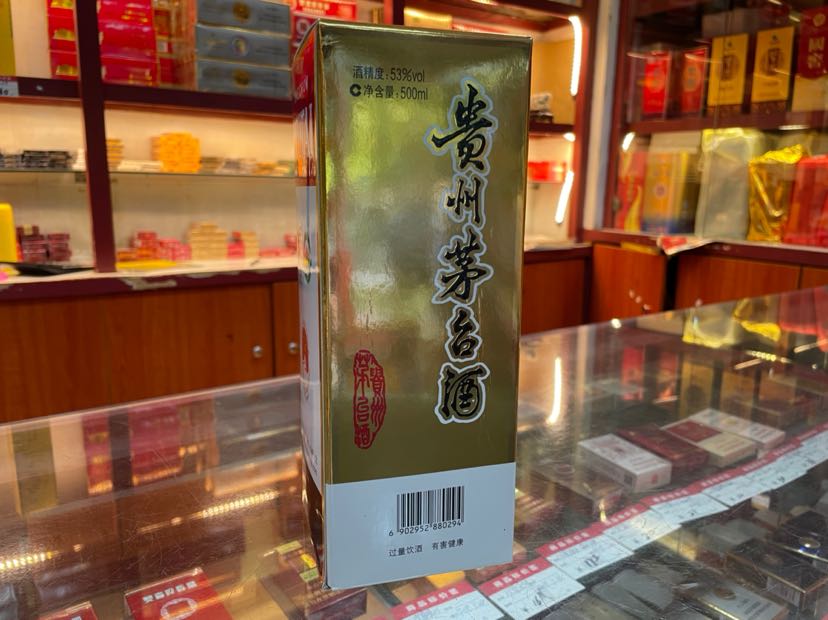 酒精度:53%vol
净含量:500ml
贵州茅台酒
贵州
茅台酒
6 902952 880294
过量饮酒 有害健康